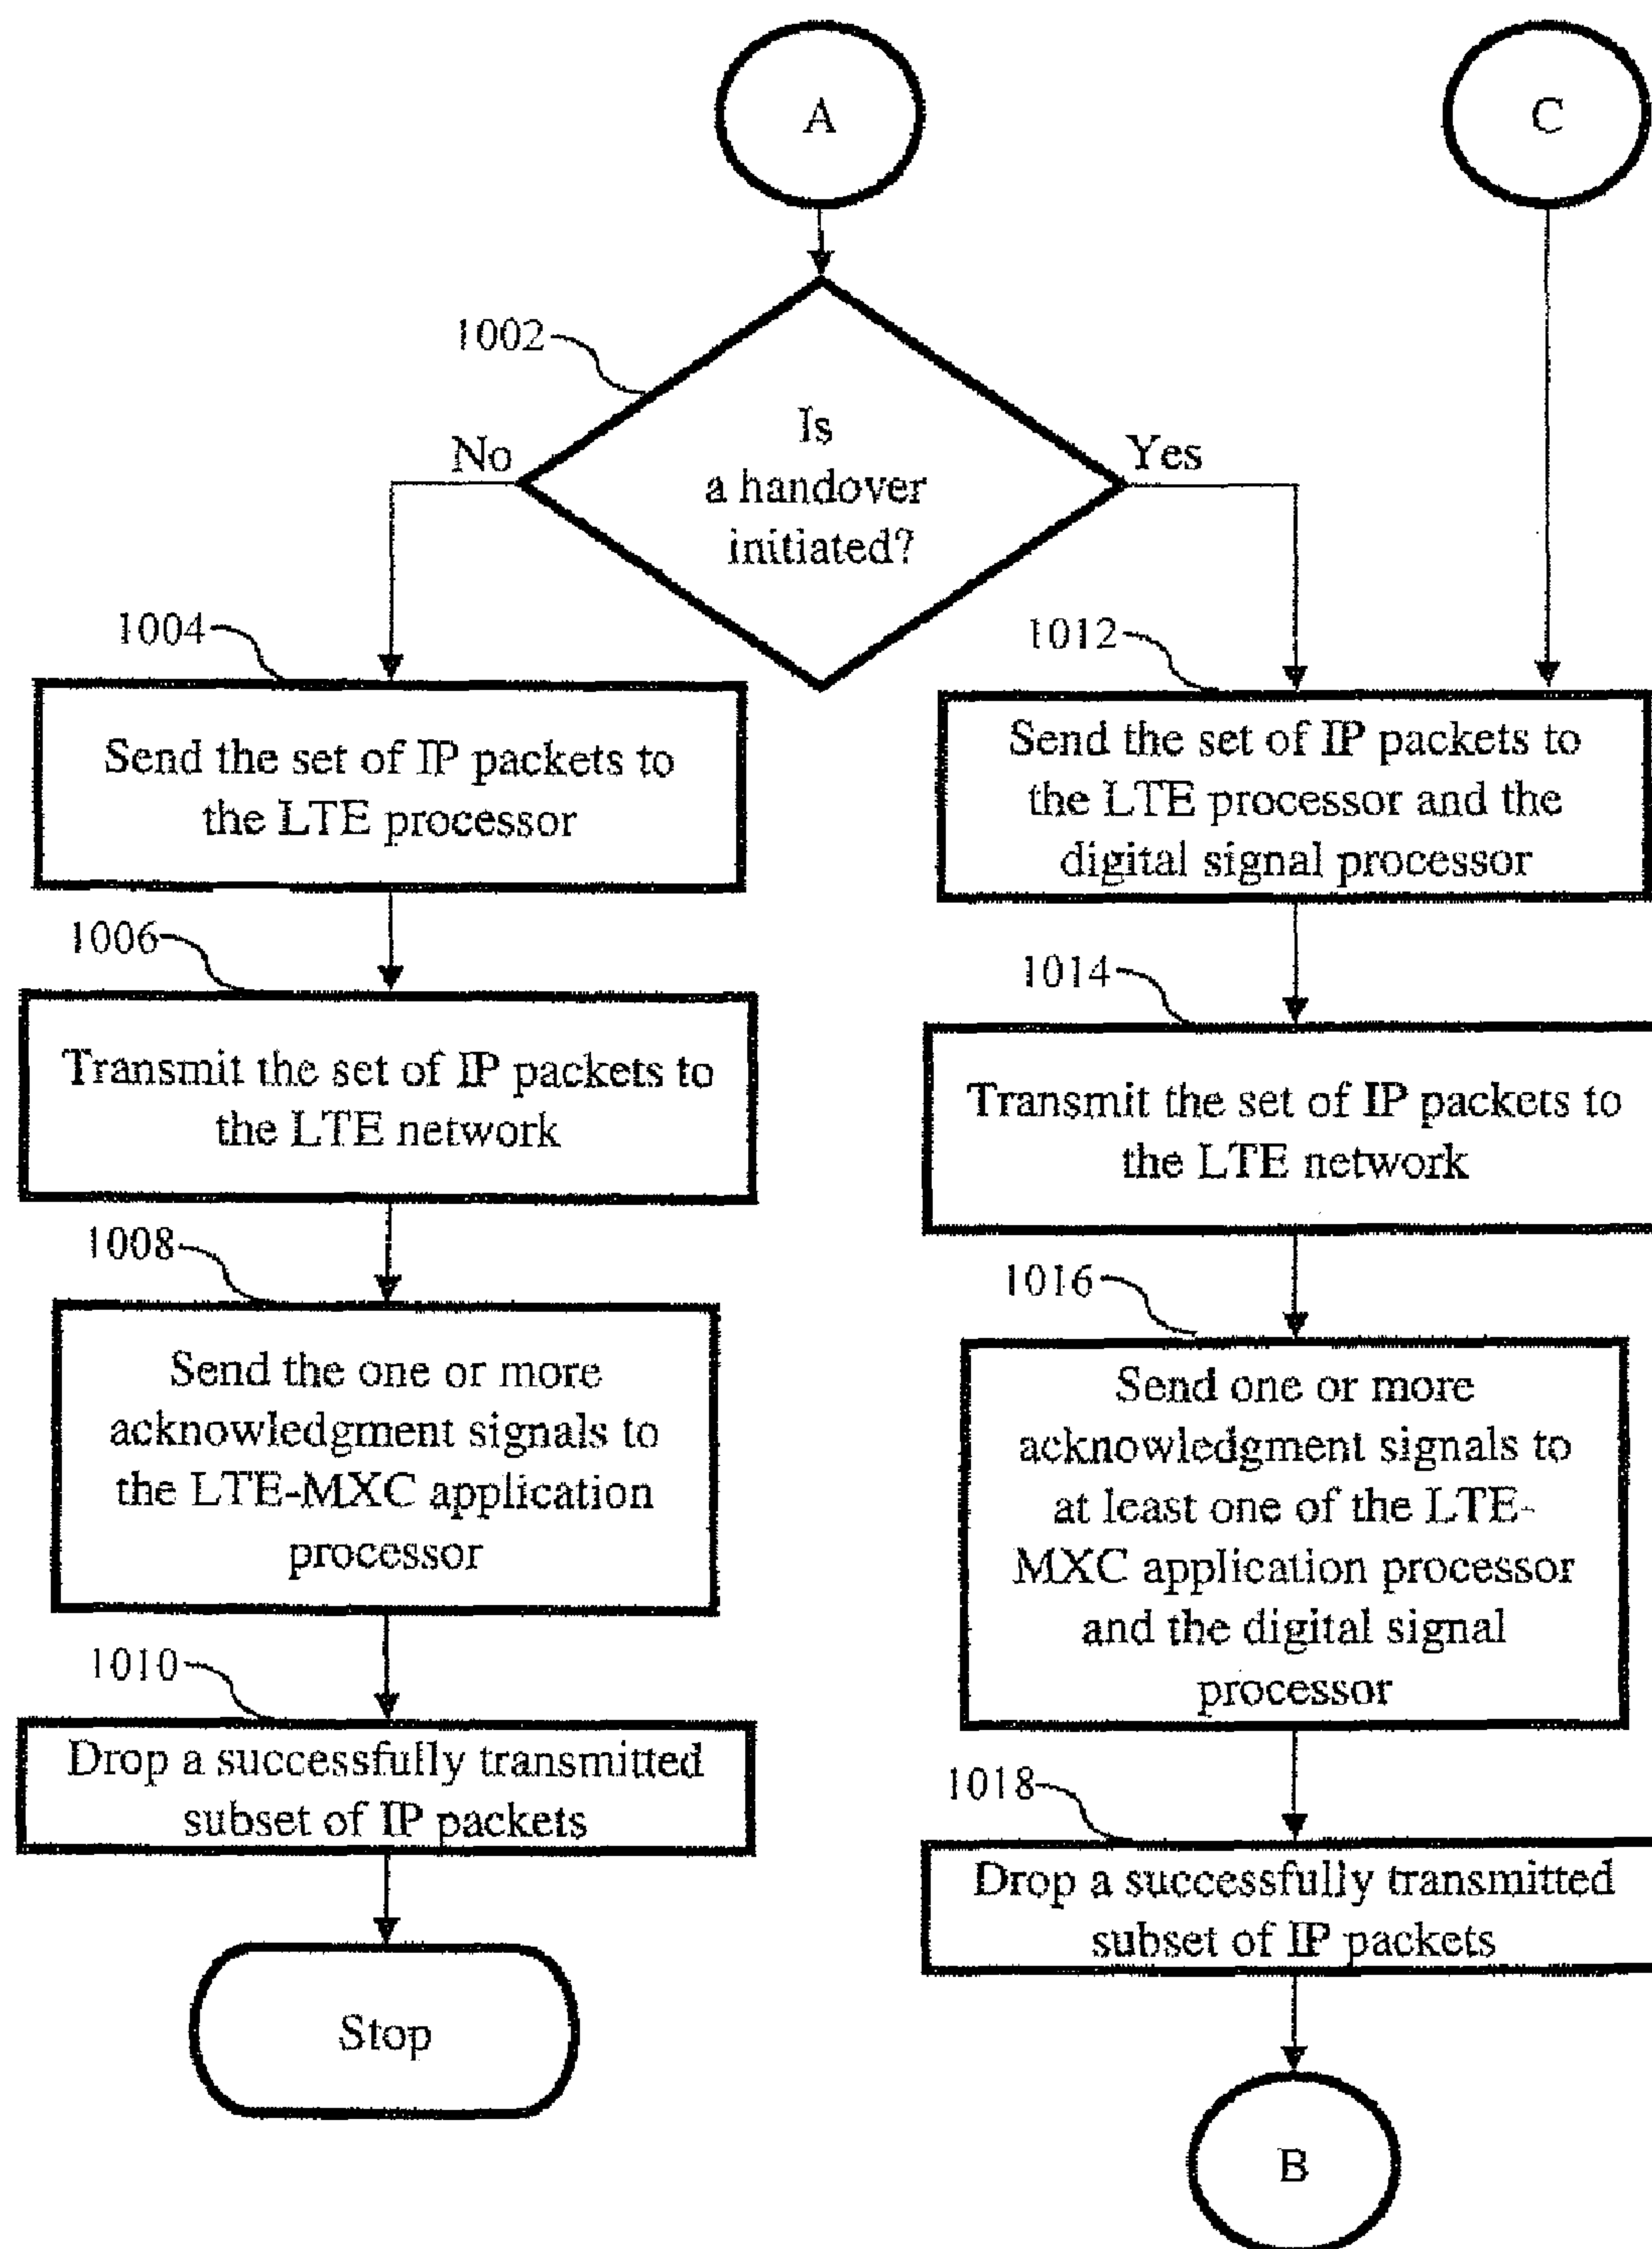 A
C
1002
Is
a handover
initiated?
No
Yes
1004
Send the set of IP packets to
the LTE processor
1006
Transmit the set of IP packets to
the LTE network
1008
Send the one or more
acknowledgment signals to
the LTE-MXC application
processor
1010
Drop a successfully transmitted
subset of IP packets
Stop
1012
Send the set of IP packets to
the LTE processor and the
digital signal processor
1014
Transmit the set of IP packets to
the LTE network
1016
Send one or more
acknowledgment signals to
at least one of the LTE-
MXC application processor
and the digital signal
processor
1018
Drop a successfully transmitted
subset of IP packets
B